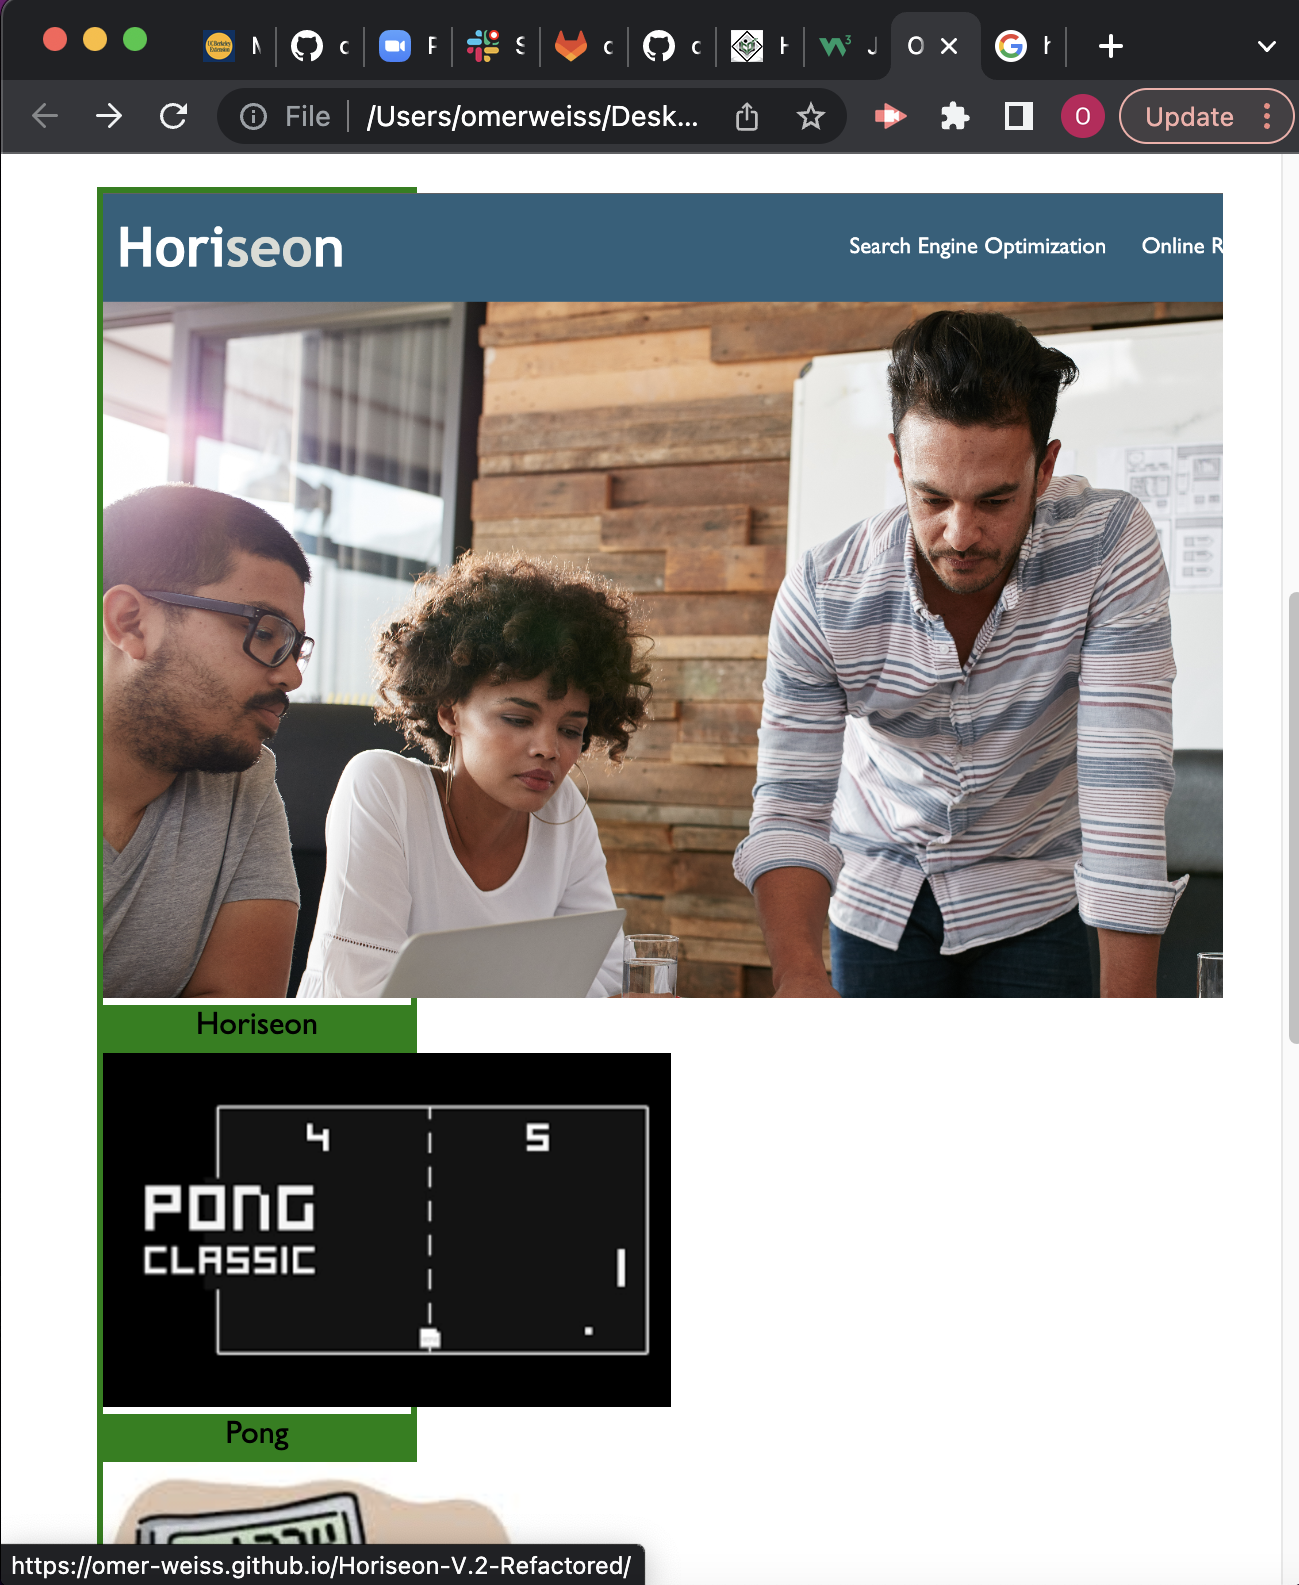 File
/Users/omerweiss/Desk...
O
Update
Horiseon
Search Engine Optimization
Online R
Horiseon
4 5
PONG
CLASSIC
Pong
https://omer-weiss.github.io/Horiseon-V.2-Refactored/